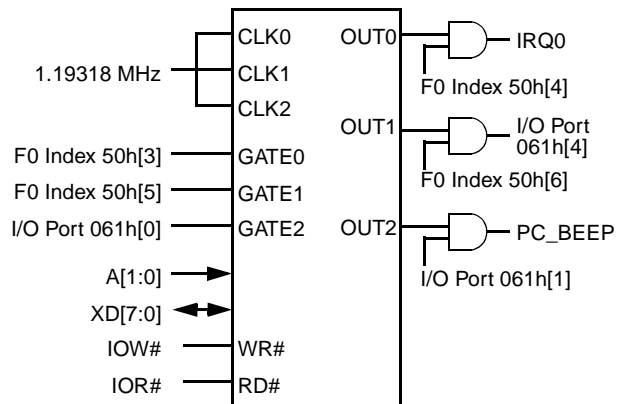 CLK0
OUT0
IRQ0
1.19318 MHz
CLK1
F0 Index 50h[4]
CLK2
OUT1
I/O Port
061h[4]
F0 Index 50h[3]
GATE0
F0 Index 50h[6]
F0 Index 50h[5]
GATE1
I/O Port 061h[0]
GATE2
OUT2
PC_BEEP
A[1:0]
I/O Port 061h[1]
XD[7:0]
IOW#
WR#
IOR#
RD#